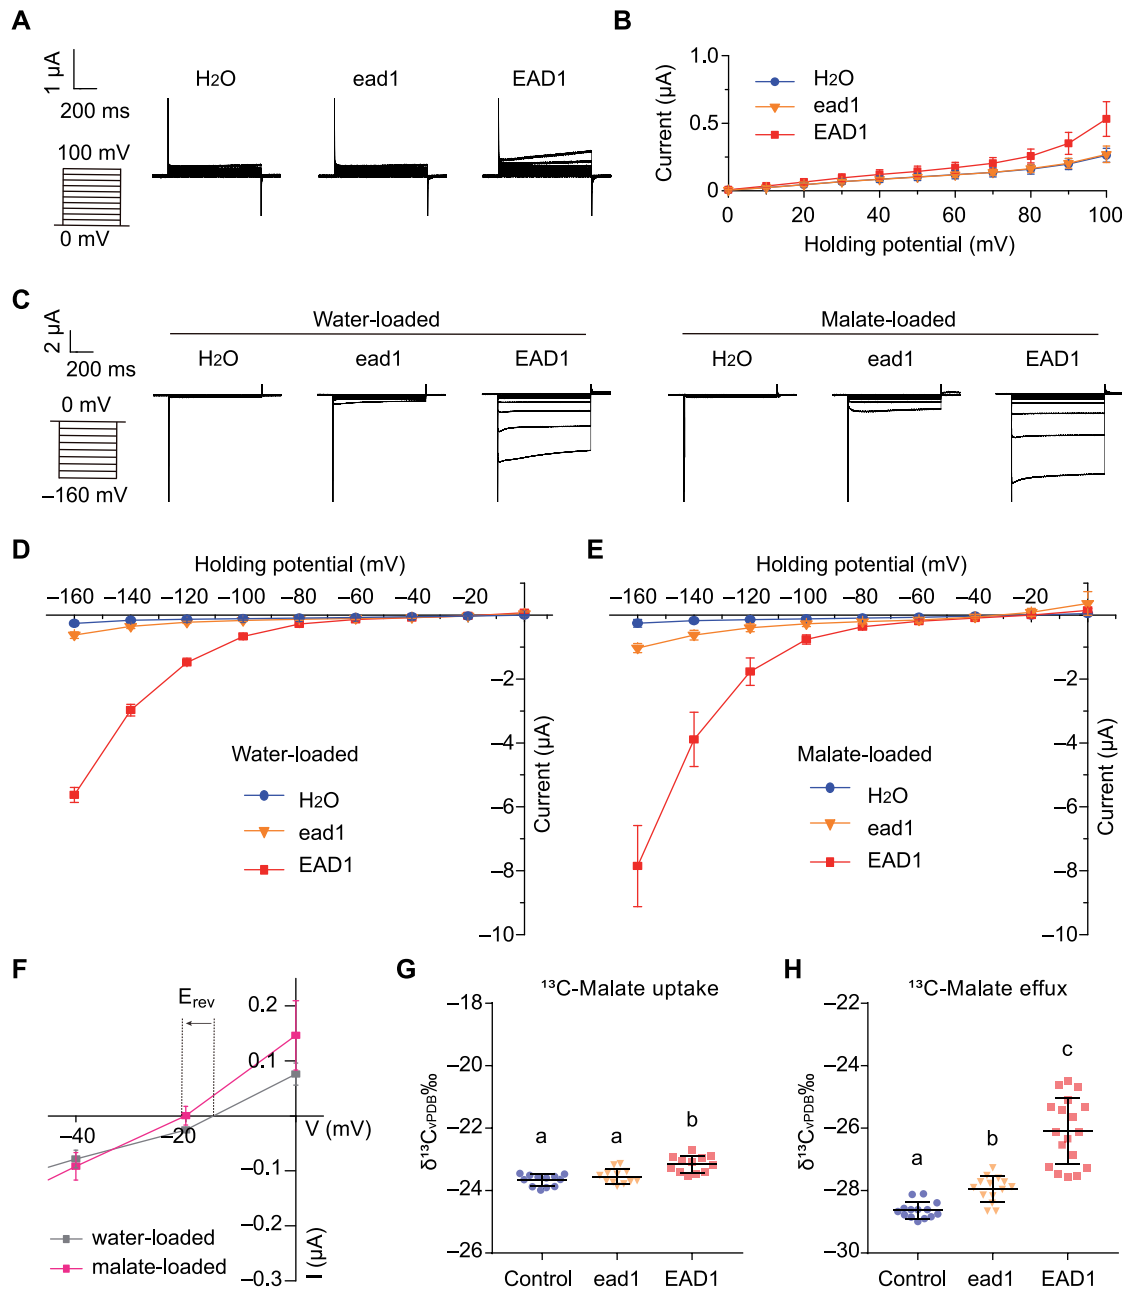 A
1 µA
200 ms
100 mV
0 mV
H2O
ead1
EAD1
B
Current (µA)
1.0
0.5
0
H2O
ead1
EAD1
0 20 40 60 80 100
Holding potential (mV)
C
2 µA
200 ms
0 mV
–160 mV
Water-loaded
H2O
ead1
EAD1
Malate-loaded
H2O
ead1
EAD1
D
Holding potential (mV)
–160 –140 –120 –100 –80 –60 –40 –20
–2
–4
–6
–8
–10
Current (µA)
Water-loaded
H2O
ead1
EAD1
E
Holding potential (mV)
–160 –140 –120 –100 –80 –60 –40 –20
–2
–4
–6
–8
–10
Current (µA)
Malate-loaded
H2O
ead1
EAD1
F
Erev
0.2
0.1
–40 –20
V (mV)
–0.1
–0.2
–0.3
I (µA)
water-loaded
malate-loaded
G
¹³C-Malate uptake
–18
–20
–22
–24
–26
δ¹³CvPDB‰
a a b
Control ead1 EAD1
H
¹³C-Malate effux
–22
–24
–26
–28
–30
δ¹³CvPDB‰
a b c
Control ead1 EAD1